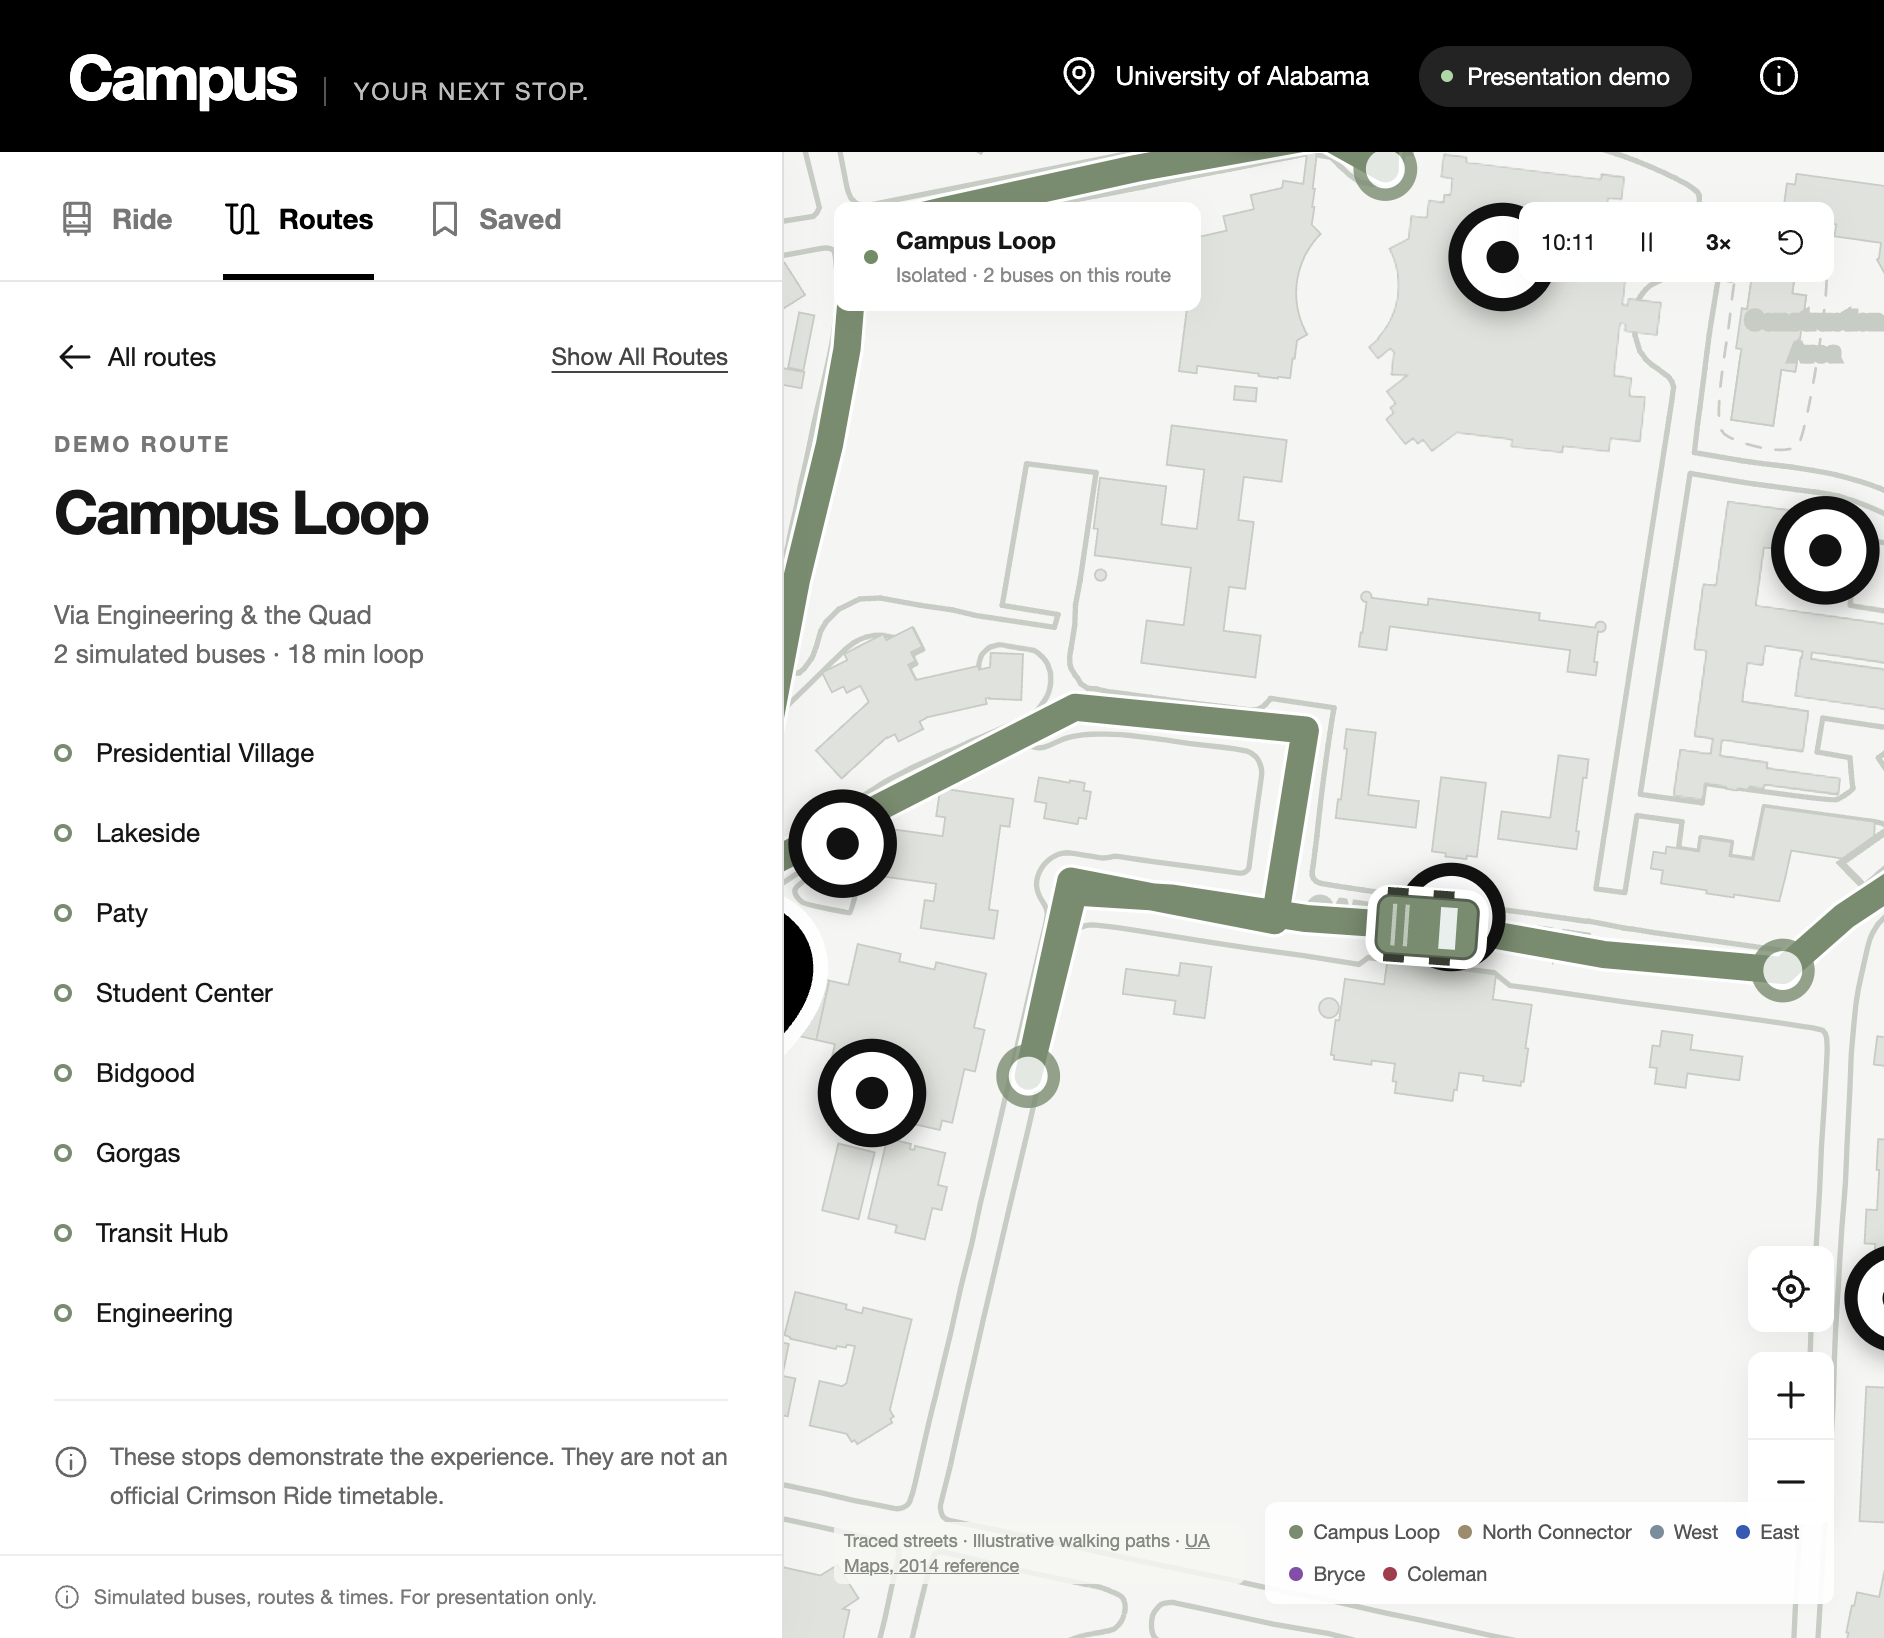 Campus
YOUR NEXT STOP.
University of Alabama
Presentation demo
Ride
Routes
Saved
All routes
Show All Routes
DEMO ROUTE
Campus Loop
Via Engineering & the Quad
2 simulated buses · 18 min loop
Presidential Village
Lakeside
Paty
Student Center
Bidgood
Gorgas
Transit Hub
Engineering
These stops demonstrate the experience. They are not an
official Crimson Ride timetable.
Simulated buses, routes & times. For presentation only.
Campus Loop
Isolated · 2 buses on this route
10:11
3×
Traced streets · Illustrative walking paths · UA
Maps, 2014 reference
Campus Loop
North Connector
West
East
Bryce
Coleman